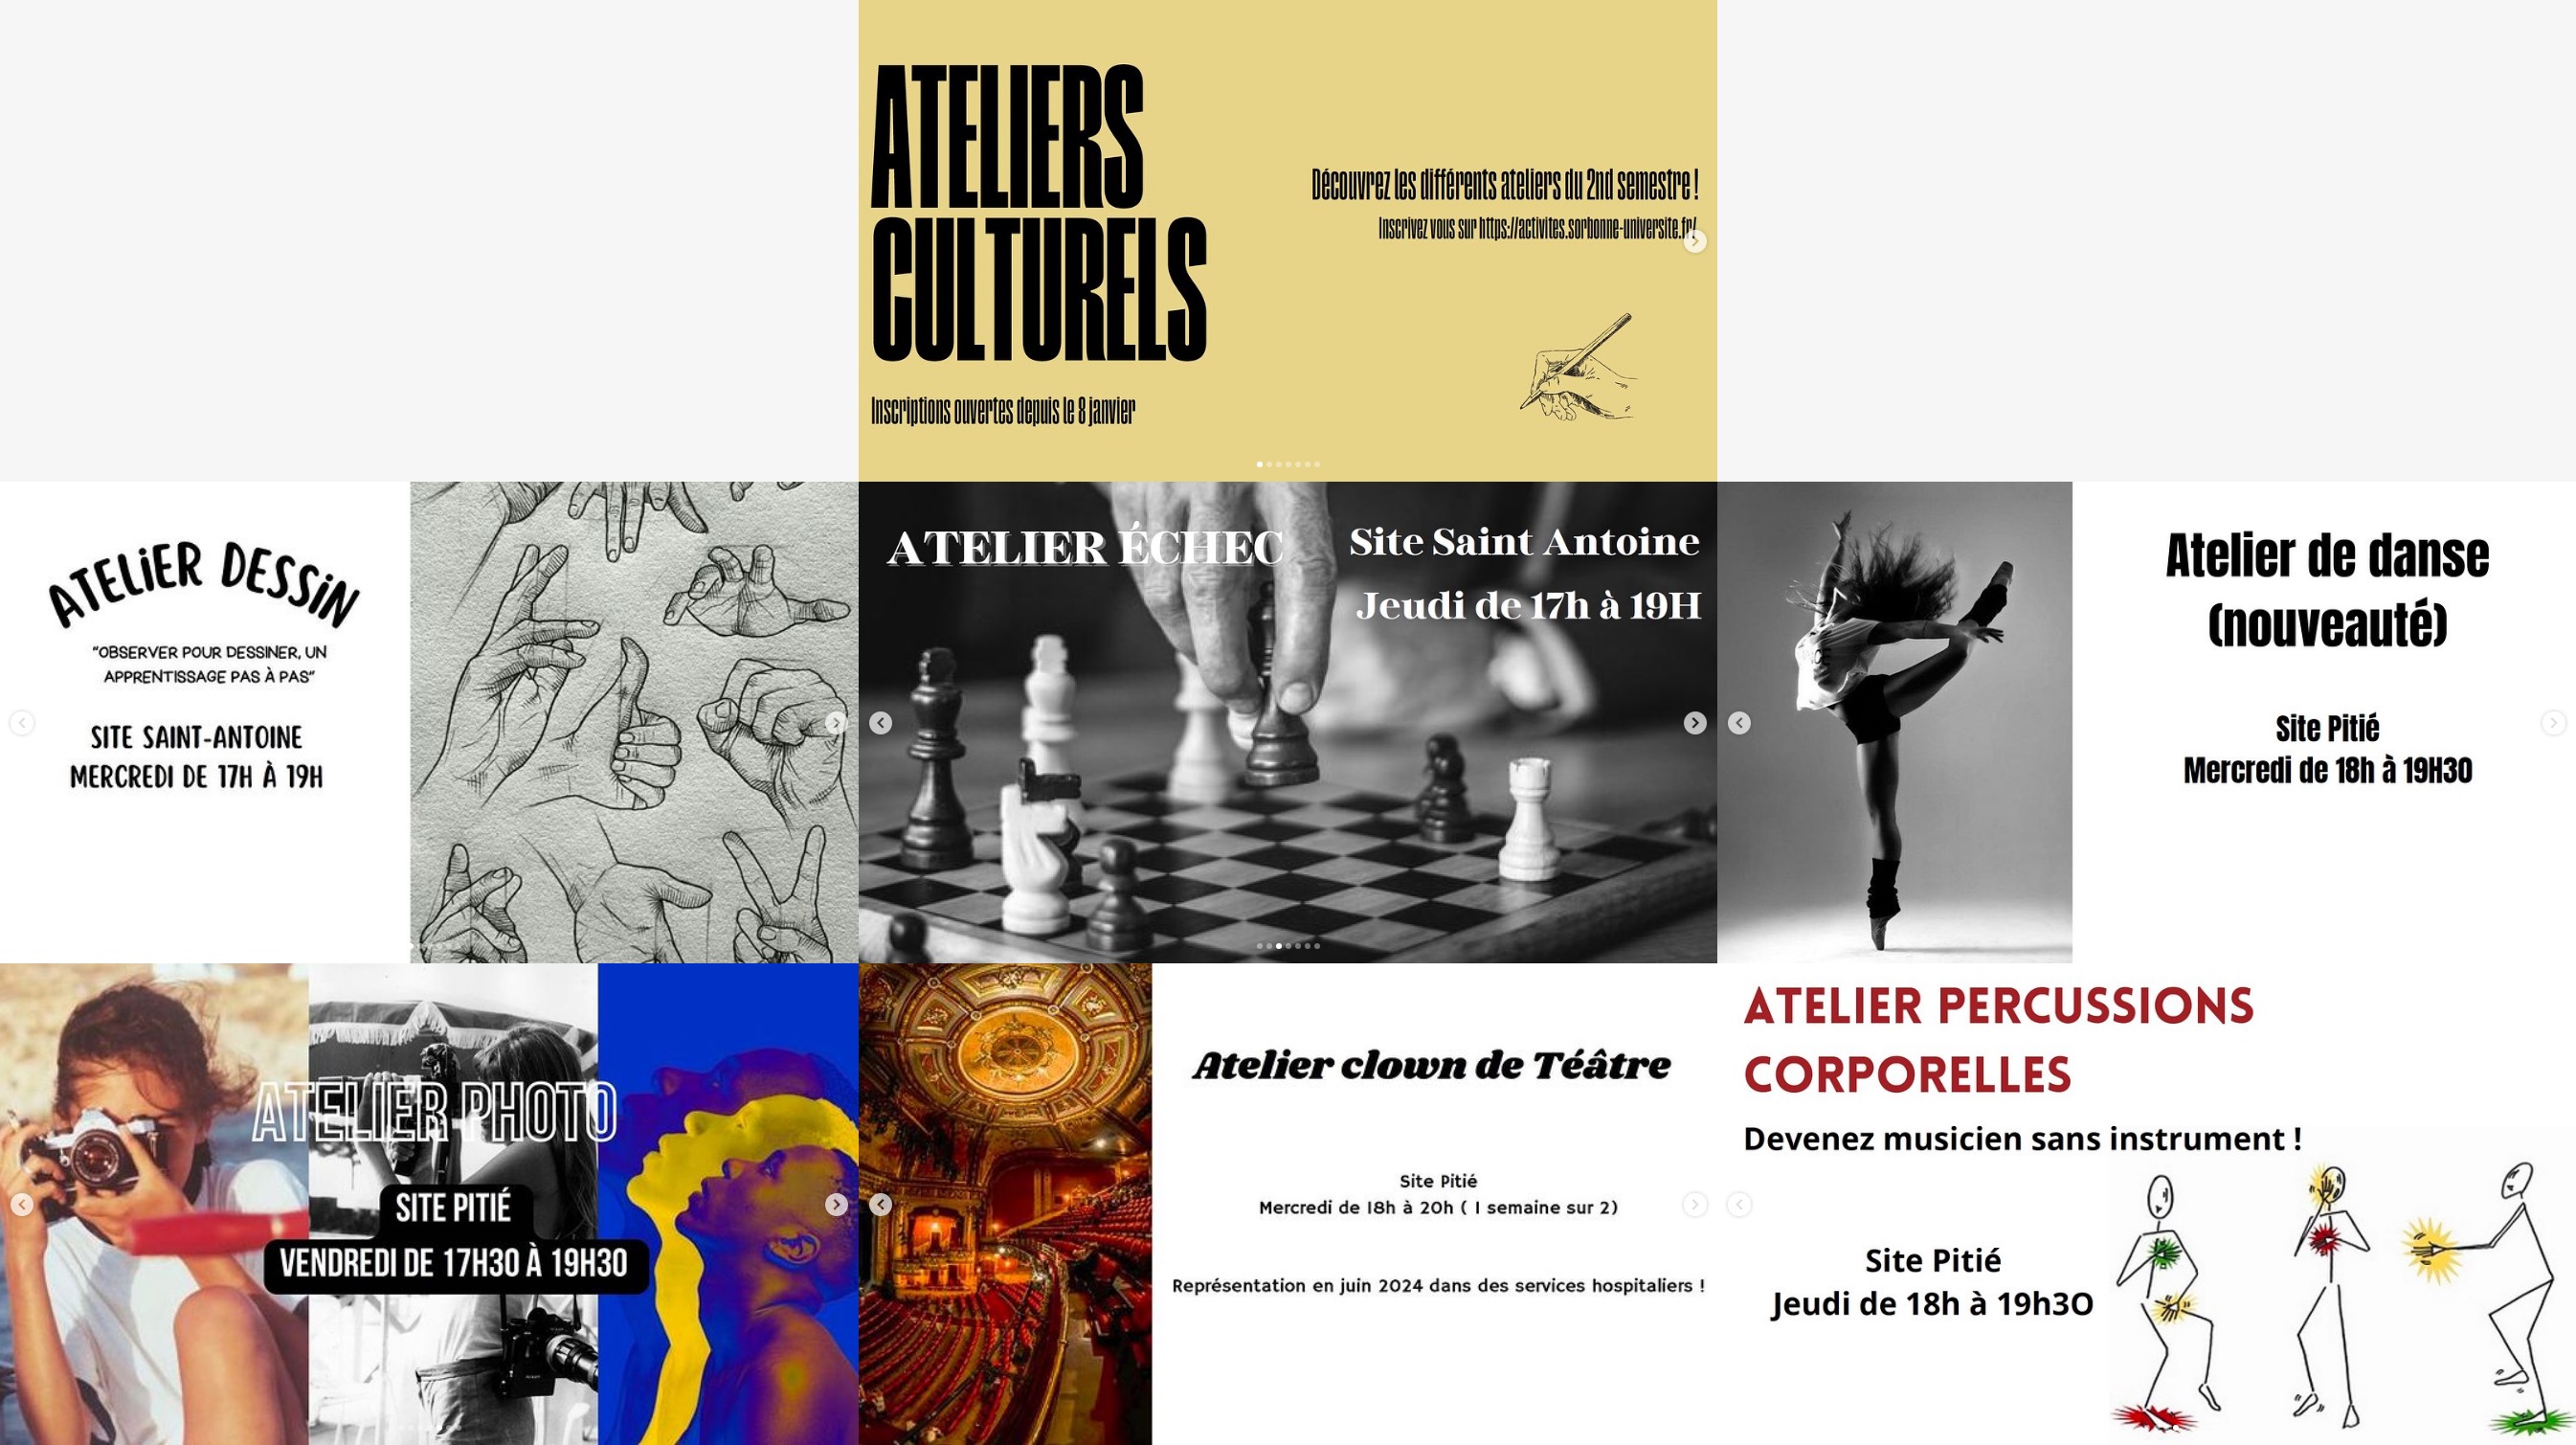 ATELIERS
CULTURELS
Inscriptions ouvertes depuis le 8 janvier
Découvrez les différents ateliers du 2nd semestre !
Inscrivez vous sur https://activites.sorbonne-universite.fr/
ATELiER DESSiN
"OBSERVER POUR DESSINER, UN
APPRENTISSAGE PAS À PAS"
SITE SAINT-ANTOINE
MERCREDI DE 17H À 19H
ATELIER ÉCHEC
Site Saint Antoine
Jeudi de 17h à 19H
Atelier de danse
(nouveauté)
Site Pitié
Mercredi de 18h à 19H30
ATELIER PHOTO
SITE PITIÉ
VENDREDI DE 17H30 À 19H30
Atelier clown de Téâtre
Site Pitié
Mercredi de 18h à 20h ( 1 semaine sur 2)
Représentation en juin 2024 dans des services hospitaliers !
ATELIER PERCUSSIONS
CORPORELLES
Devenez musicien sans instrument !
Site Pitié
Jeudi de 18h à 19h3O